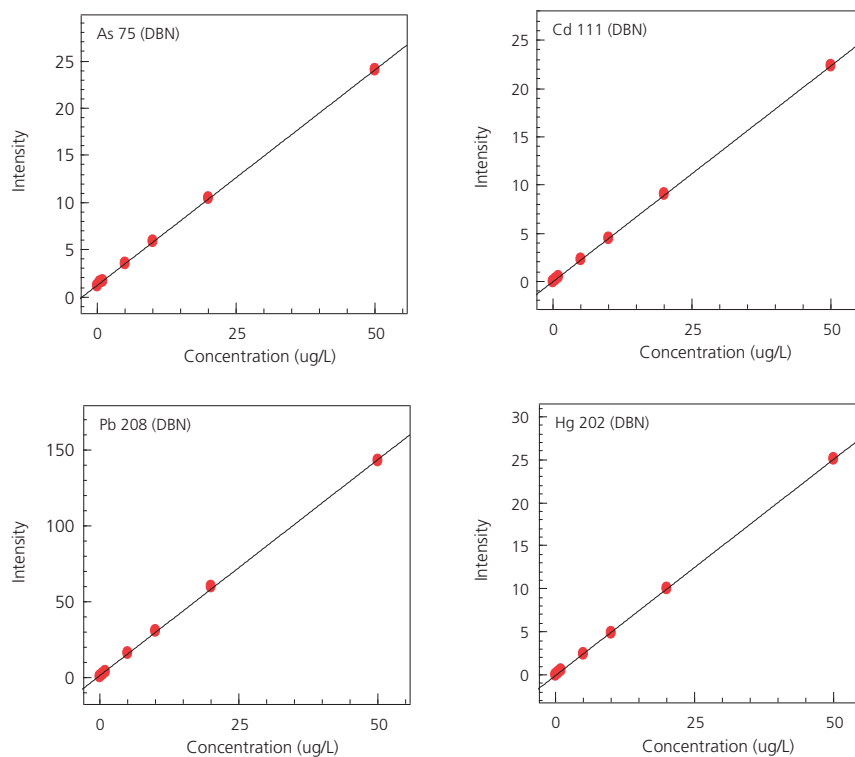 As 75 (DBN)
25
20
15
10
5
0
Intensity
0
25
50
Concentration (ug/L)
Cd 111 (DBN)
25
20
15
10
5
0
Intensity
0
25
50
Concentration (ug/L)
Pb 208 (DBN)
150
100
50
0
Intensity
0
25
50
Concentration (ug/L)
Hg 202 (DBN)
30
25
20
15
10
5
0
Intensity
0
25
50
Concentration (ug/L)